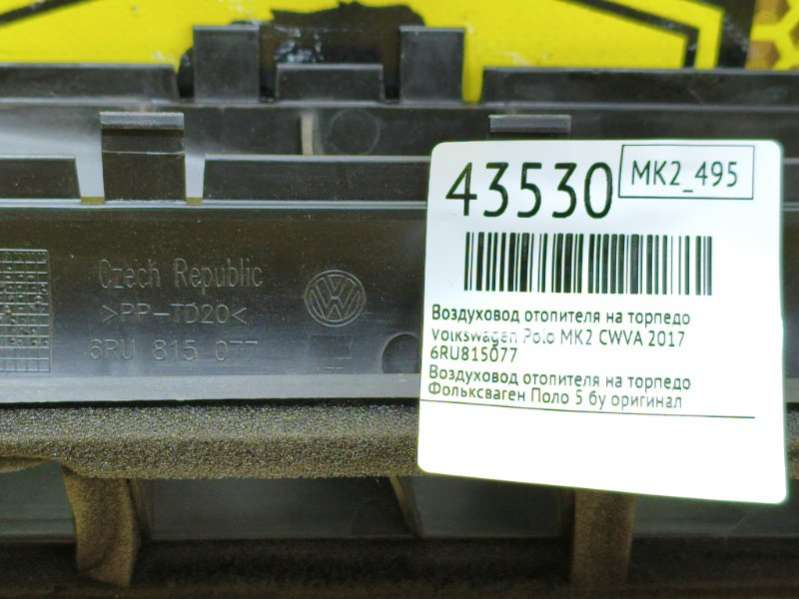 43530
MK2_495
Воздуховод отопителя на торпедо
Volkswagen Polo MK2 CWVA 2017
6RU815077
Воздуховод отопителя на торпедо
Фольксваген Поло 5 бу оригинал
Czech Republic
>PP-TD20<
6RU 815 077